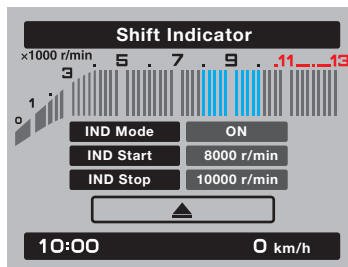 Shift Indicator
×1000 r/min
0 1 3 . 5 . 7 . 9 . 11 . 13
IND Mode ON
IND Start 8000 r/min
IND Stop 10000 r/min
10:00 0 km/h